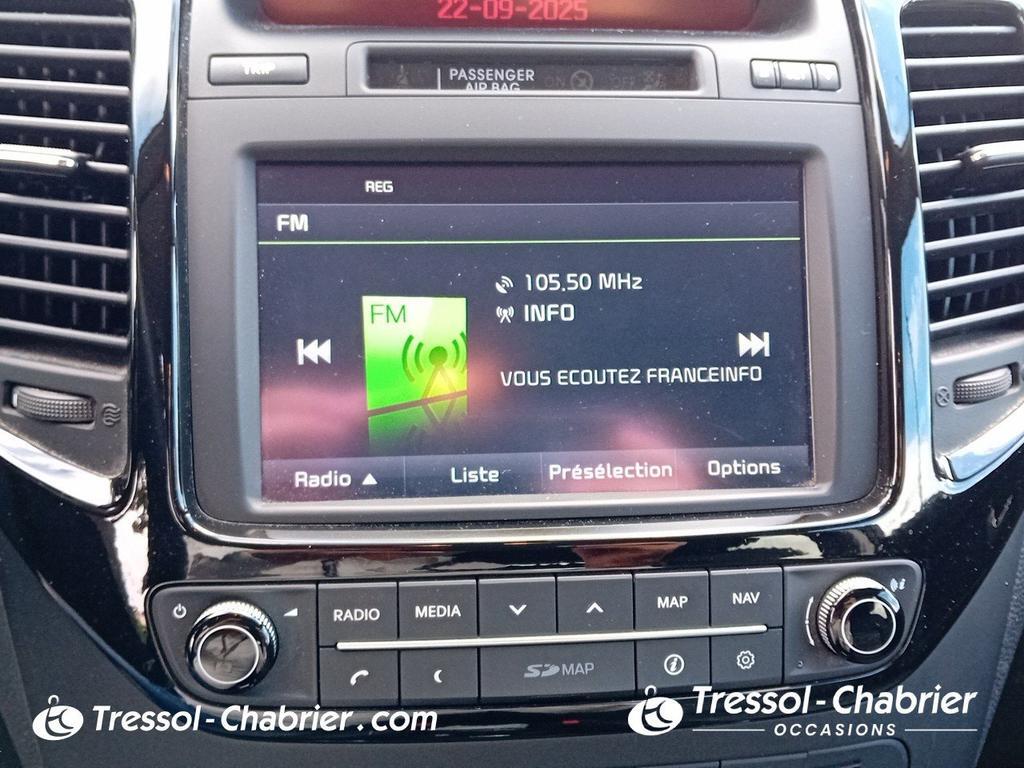 22-09-2025
TRIP
PASSENGER
AIR BAG
REG
FM
105.50 MHz
FM
INFO
VOUS ECOUTEZ FRANCEINFO
Radio ▲
Liste
Présélection
Options
RADIO
MEDIA
MAP
NAV
SD MAP
Tressol-Chabrier.com
Tressol-Chabrier
OCCASIONS